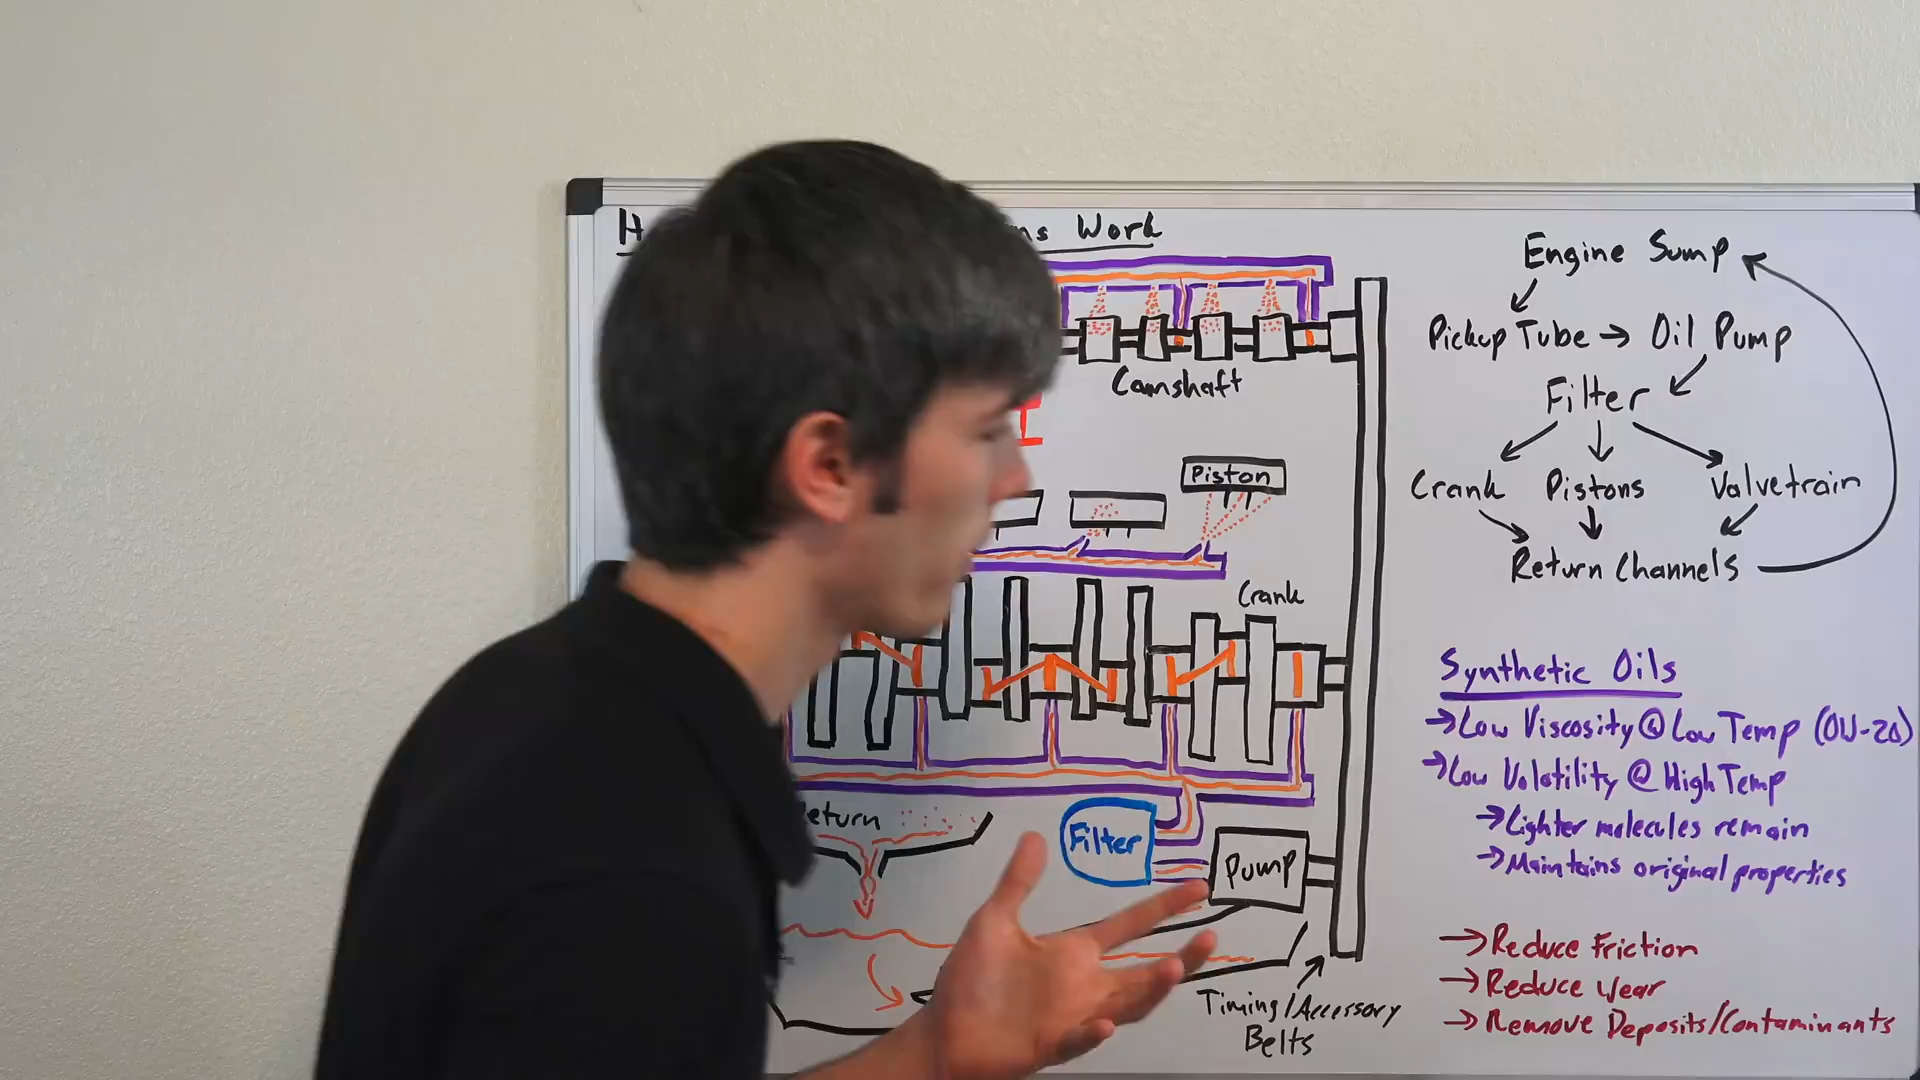 Work
Camshaft
Piston
Crank
Filter
Pump
Timing/Accessory
Belts
Engine Sump
Pickup Tube → Oil Pump
Filter
Crank Pistons Valvetrain
Return Channels
Synthetic Oils
→ Low Viscosity @ Low Temp (0W-20)
→ Low Volatility @ High Temp
→ Lighter molecules remain
→ Maintains original properties
→ Reduce Friction
→ Reduce Wear
→ Remove Deposits/Contaminants